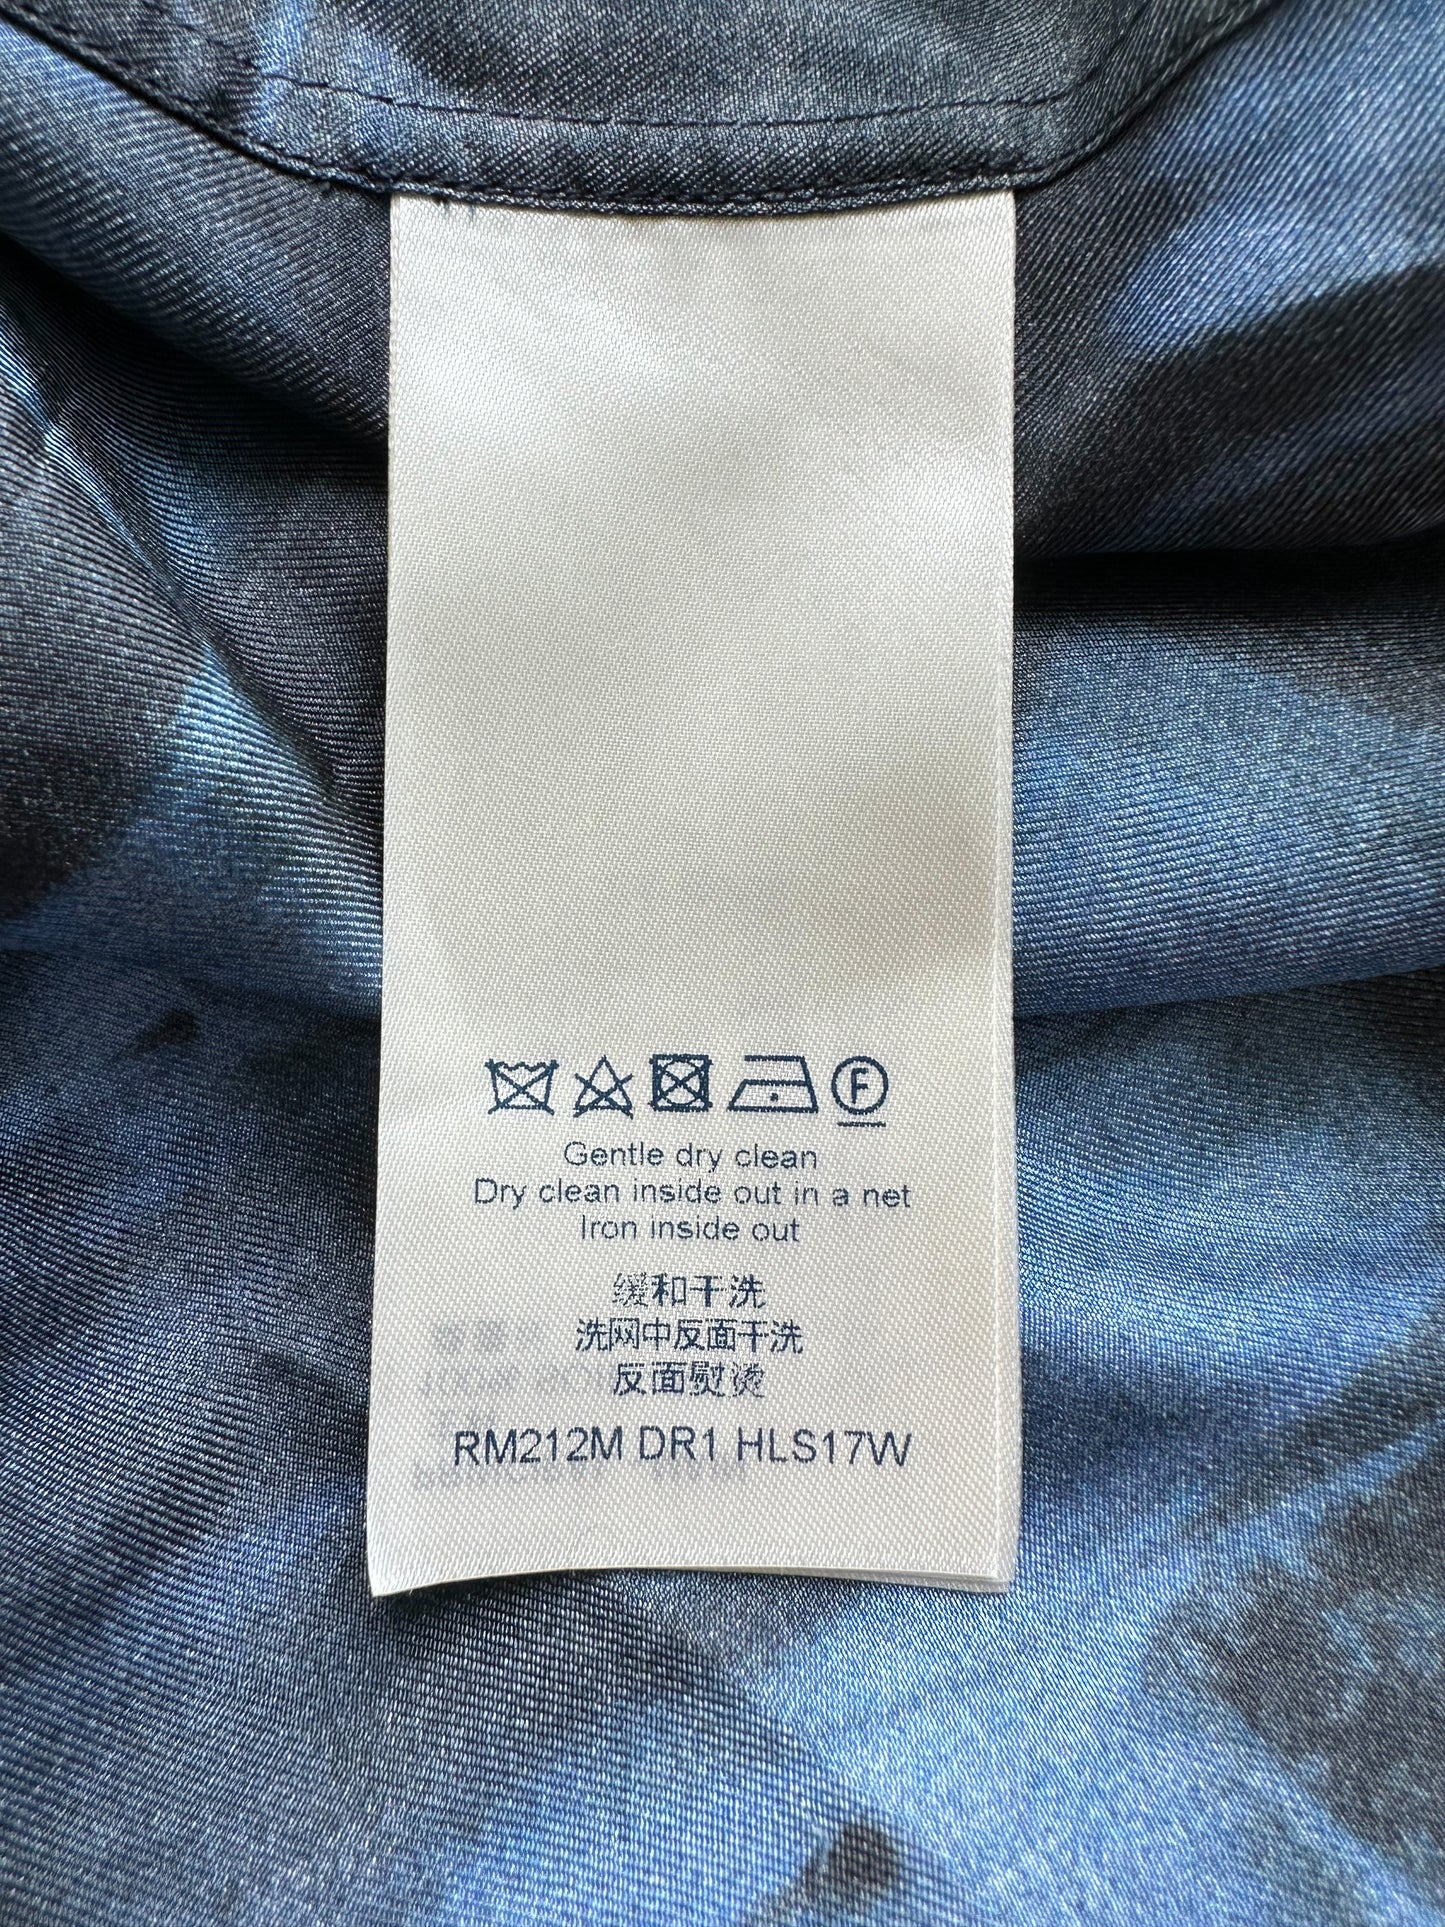 F
Gentle dry clean
Dry clean inside out in a net
Iron inside out
缓和干洗
洗网中反面干洗
反面熨烫
RM212M DR1 HLS17W